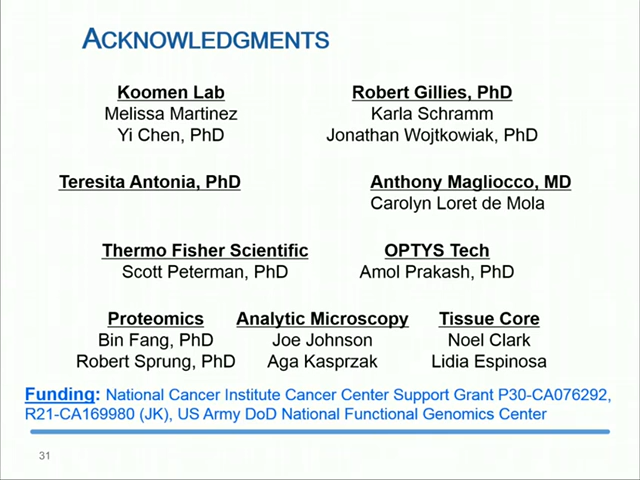 ACKNOWLEDGMENTS
Koomen Lab
Melissa Martinez
Yi Chen, PhD
Robert Gillies, PhD
Karla Schramm
Jonathan Wojtkowiak, PhD
Teresita Antonia, PhD
Anthony Magliocco, MD
Carolyn Loret de Mola
Thermo Fisher Scientific
Scott Peterman, PhD
OPTYS Tech
Amol Prakash, PhD
Proteomics
Bin Fang, PhD
Robert Sprung, PhD
Analytic Microscopy
Joe Johnson
Aga Kasprzak
Tissue Core
Noel Clark
Lidia Espinosa
Funding: National Cancer Institute Cancer Center Support Grant P30-CA076292,
R21-CA169980 (JK), US Army DoD National Functional Genomics Center
31